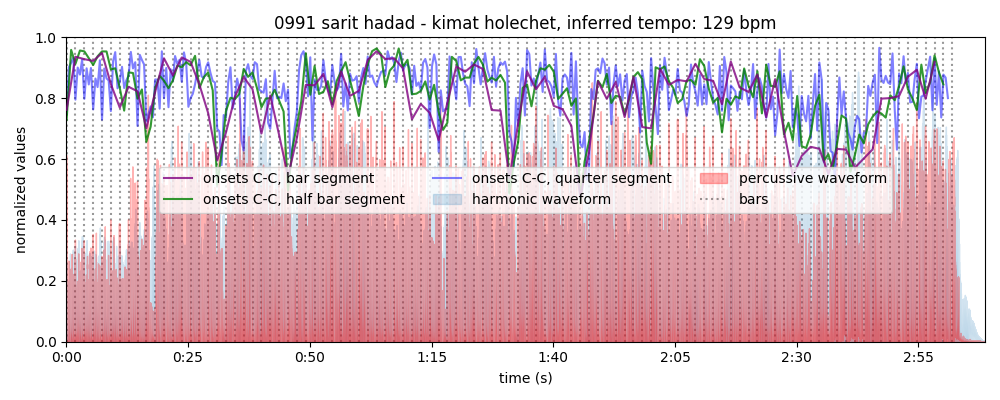 0991 sarit hadad - kimat holechet, inferred tempo: 129 bpm
1.0
0.8
0.6
0.4
0.2
0.0
normalized values
onsets C-C, bar segment
onsets C-C, half bar segment
onsets C-C, quarter segment
harmonic waveform
percussive waveform
bars
0:00 0:25 0:50 1:15 1:40 2:05 2:30 2:55
time (s)